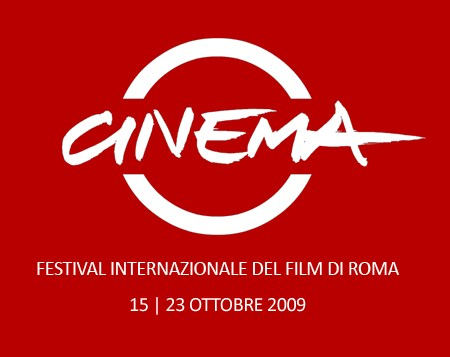 CINEMA
FESTIVAL INTERNAZIONALE DEL FILM DI ROMA
15 | 23 OTTOBRE 2009